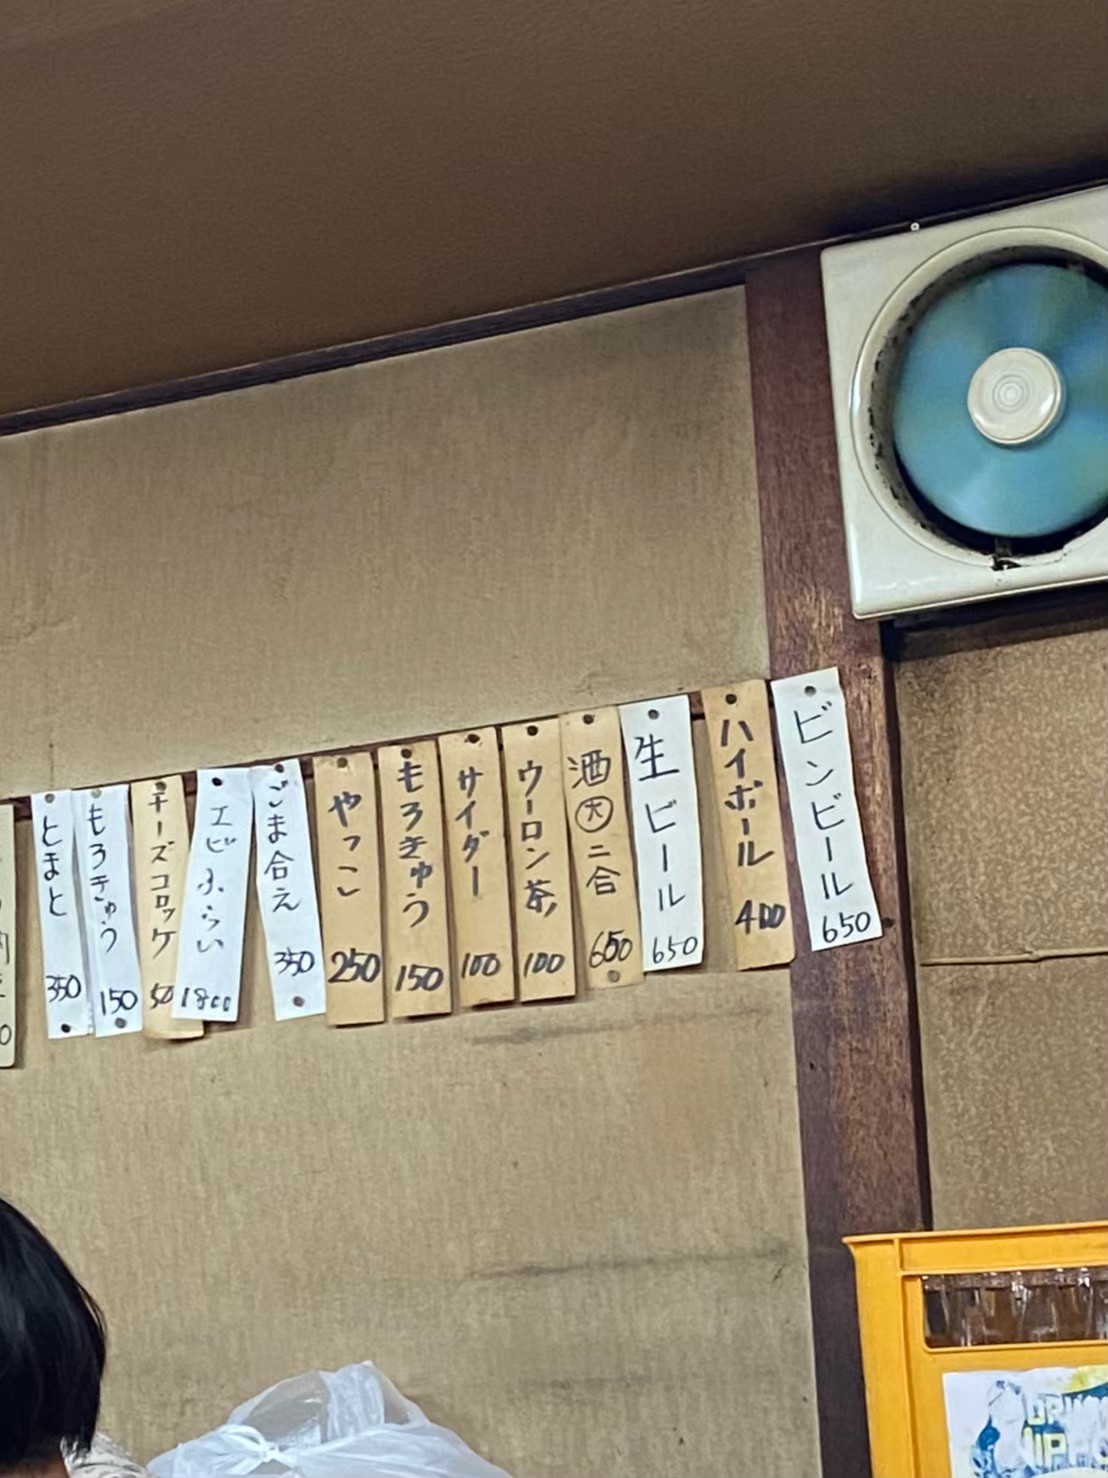 ビンビール
650
ハイボール
400
生ビール
650
酒㊅二合
650
ウーロン茶
100
サイダー
100
もろきゅう
150
やっこ
250
ごま合え
350
エビふらい
1800
チーズコロッケ
50
もろきゅう
150
とまと
350